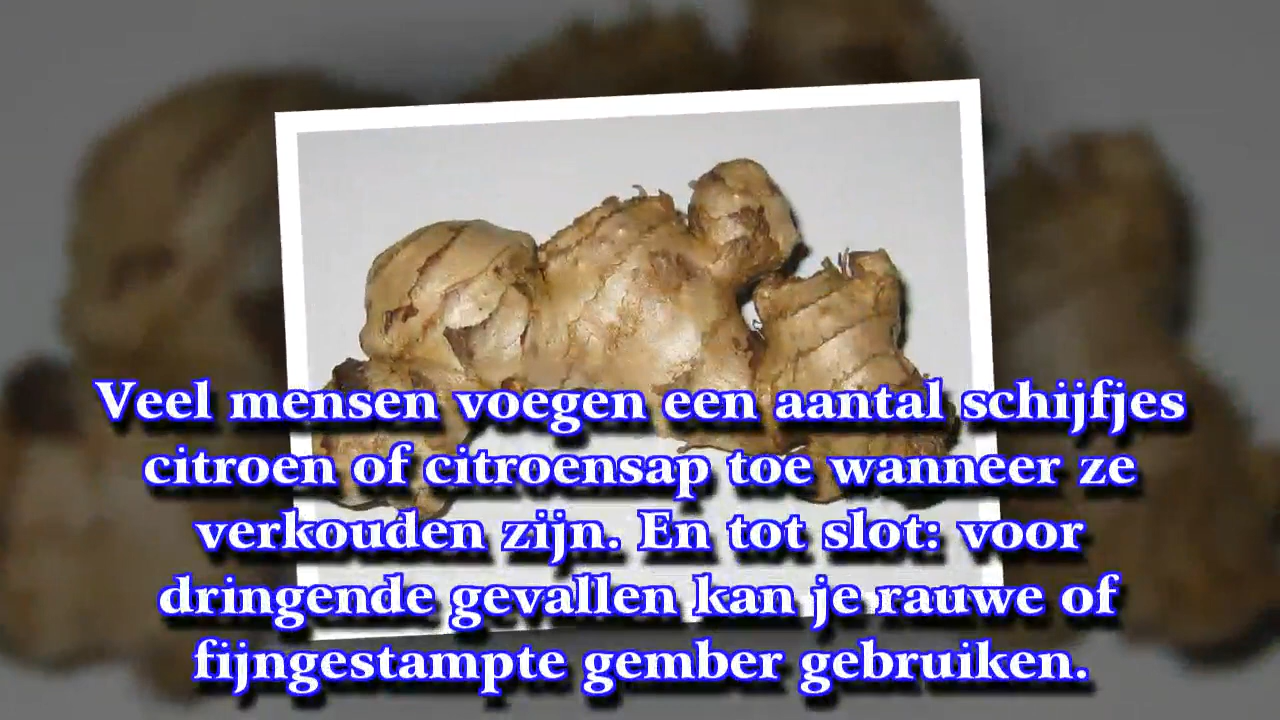 Veel mensen voegen een aantal schijfjes
citroen of citroensap toe wanneer ze
verkouden zijn. En tot slot: voor
dringende gevallen kan je rauwe of
fijngestampte gember gebruiken.